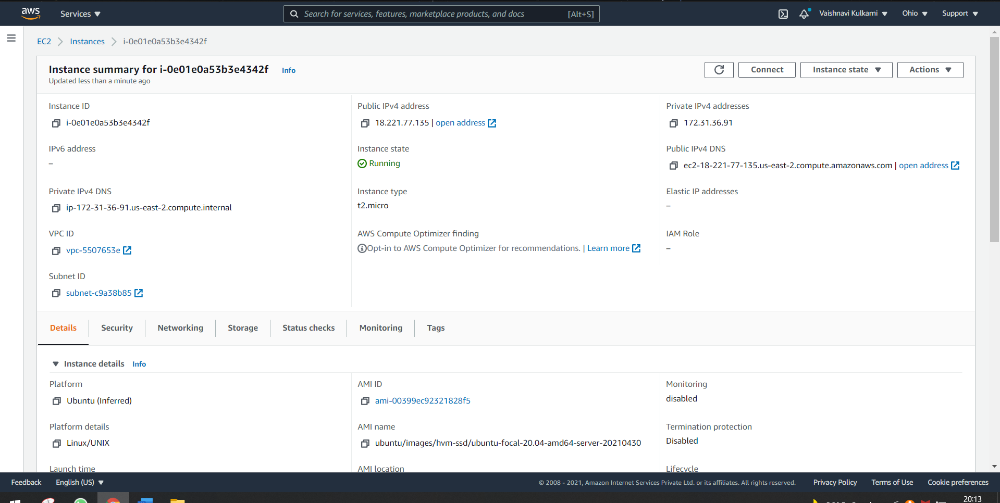 aws
Services
Search for services, features, marketplace products, and docs [Alt+S]
Vaishnavi Kulkarni
Ohio
Support
EC2
Instances
i-0e01e0a53b3e4342f
Instance summary for i-0e01e0a53b3e4342f Info
Updated less than a minute ago
Connect
Instance state
Actions
Instance ID
i-0e01e0a53b3e4342f
Public IPv4 address
18.221.77.135 | open address
Private IPv4 addresses
172.31.36.91
IPv6 address
–
Instance state
Running
Public IPv4 DNS
ec2-18-221-77-135.us-east-2.compute.amazonaws.com | open address
Private IPv4 DNS
ip-172-31-36-91.us-east-2.compute.internal
Instance type
t2.micro
Elastic IP addresses
–
VPC ID
vpc-5507653e
AWS Compute Optimizer finding
Opt-in to AWS Compute Optimizer for recommendations. | Learn more
IAM Role
–
Subnet ID
subnet-c9a38b85
Details
Security
Networking
Storage
Status checks
Monitoring
Tags
Instance details Info
Platform
Ubuntu (Inferred)
AMI ID
ami-00399ec92321828f5
Monitoring
disabled
Platform details
Linux/UNIX
AMI name
ubuntu/images/hvm-ssd/ubuntu-focal-20.04-amd64-server-20210430
Termination protection
Disabled
Launch time
AMI location
Lifecycle
Feedback
English (US)
© 2008 - 2021, Amazon Internet Services Private Ltd. or its affiliates. All rights reserved.
Privacy Policy
Terms of Use
Cookie preferences
20:13